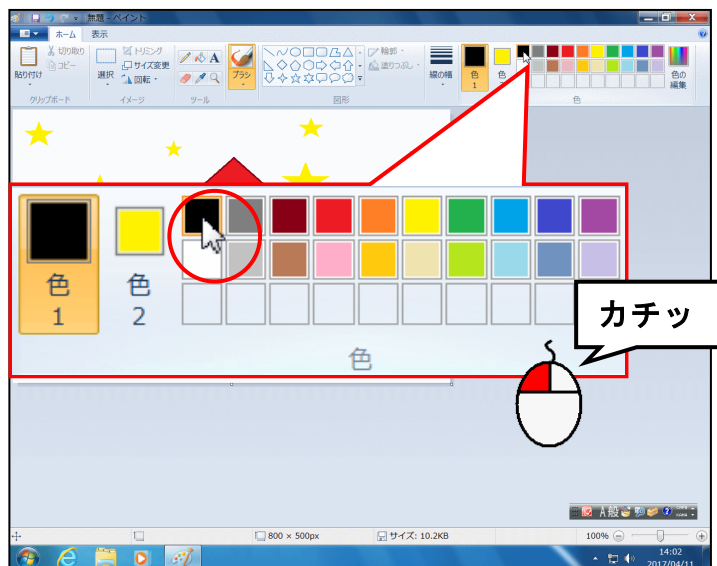 無題 - ペイント
ホーム 表示
貼り付け
切り取り
コピー
クリップボード
選択
トリミング
サイズ変更
回転
イメージ
A
ツール
ブラシ
輪郭
塗りつぶし
図形
線の幅
色
1
色
色の
編集
色
色
1
色
2
色
カチッ
A 般
800 × 500px
サイズ: 10.2KB
100%
14:02
2017/04/11